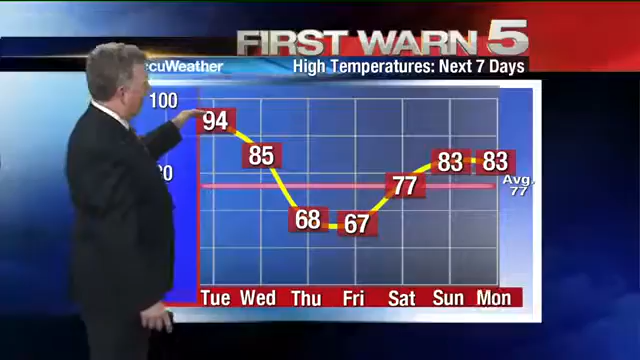 FIRST WARN 5
cuWeather
High Temperatures: Next 7 Days
100
94
85
68
67
77
83
83
Avg.
77
Tue Wed Thu Fri Sat Sun Mon